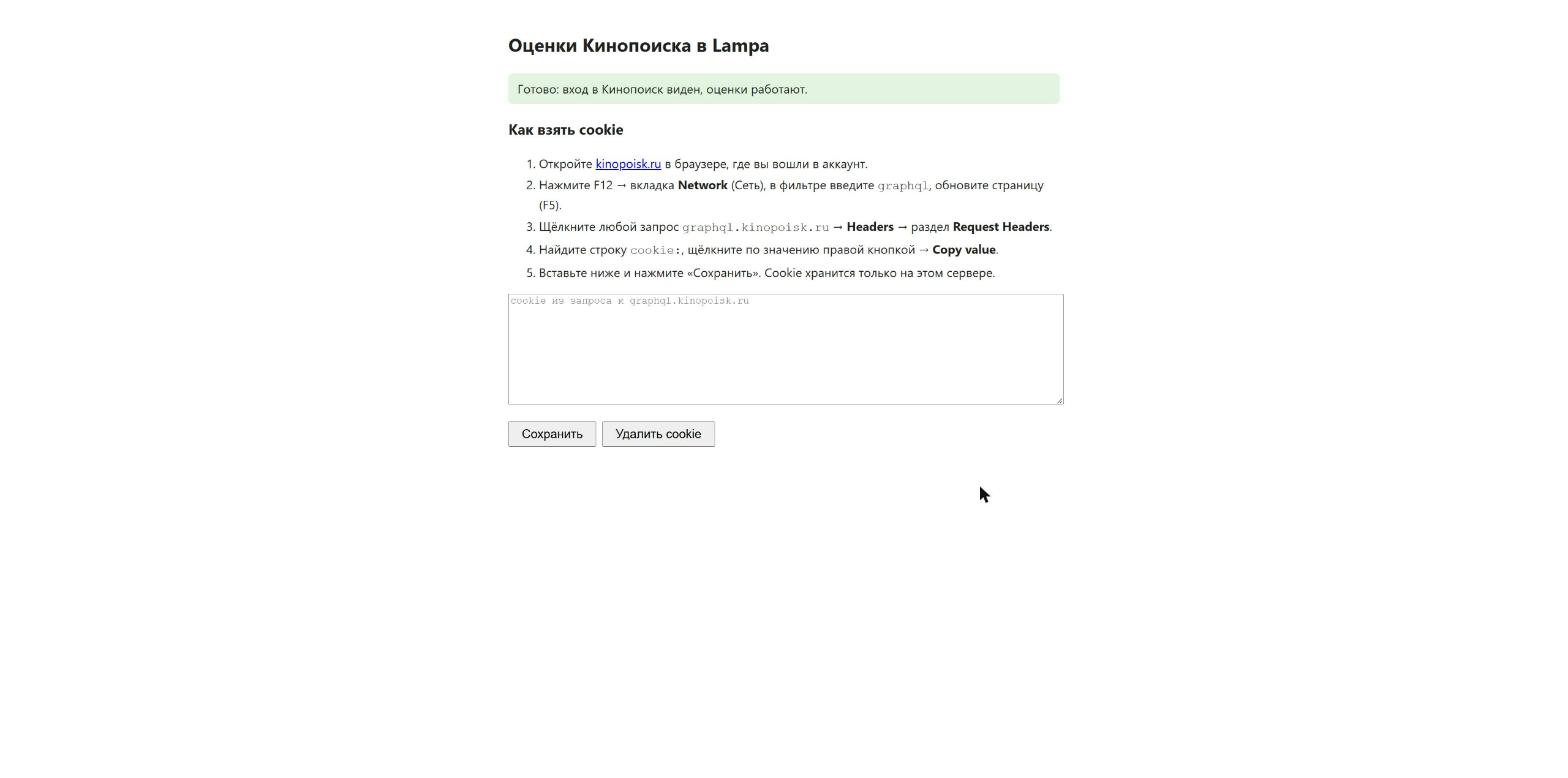 Оценки Кинопоиска в Lampa
Готово: вход в Кинопоиск виден, оценки работают.
Как взять cookie
1. Откройте kinopoisk.ru в браузере, где вы вошли в аккаунт.
2. Нажмите F12 → вкладка Network (Сеть), в фильтре введите graphql, обновите страницу
(F5).
3. Щёлкните любой запрос graphql.kinopoisk.ru → Headers → раздел Request Headers.
4. Найдите строку cookie:, щёлкните по значению правой кнопкой → Copy value.
5. Вставьте ниже и нажмите «Сохранить». Cookie хранится только на этом сервере.
cookie из запроса к graphql.kinopoisk.ru
Сохранить Удалить cookie